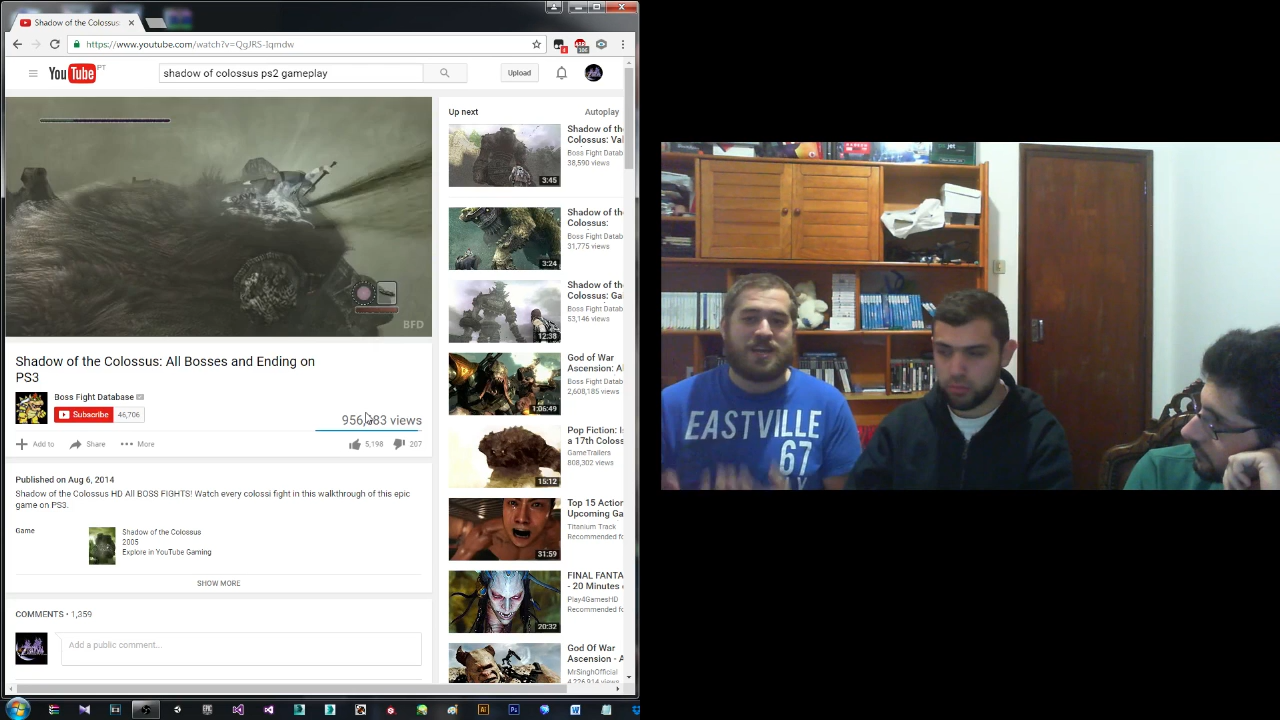 Shadow of the Colossus:
https://www.youtube.com/watch?v=QgJRS-Iqmdw
YouTube PT
shadow of colossus ps2 gameplay
Upload
BFD
Shadow of the Colossus: All Bosses and Ending on
PS3
Boss Fight Database
Subscribe
46,706
views
Add to
Share
More
5,198
207
Published on Aug 6, 2014
Shadow of the Colossus HD All BOSS FIGHTS! Watch every colossi fight in this walkthrough of this epic
game on PS3.
Game
Shadow of the Colossus
2005
Explore in YouTube Gaming
SHOW MORE
COMMENTS • 1,359
Add a public comment...
Up next
Autoplay
Shadow of th
Colossus: Val
Boss Fight Datab
38,590 views
3:45
Shadow of th
Colossus:
Boss Fight Datab
31,775 views
3:24
Shadow of th
Colossus: Ga
Boss Fight Datab
53,146 views
12:38
God of War
Ascension: Al
Boss Fight Datab
2,608,185 views
1:06:49
Pop Fiction: Is
a 17th Coloss
GameTrailers
808,302 views
15:12
Top 15 Action
Upcoming Ga
Titanium Track
Recommended fo
31:59
FINAL FANTA
- 20 Minutes o
Play4GamesHD
Recommended fo
20:32
God Of War
Ascension - A
MrSinghOfficial
4,226,914 views
jet
EASTVILLE
67